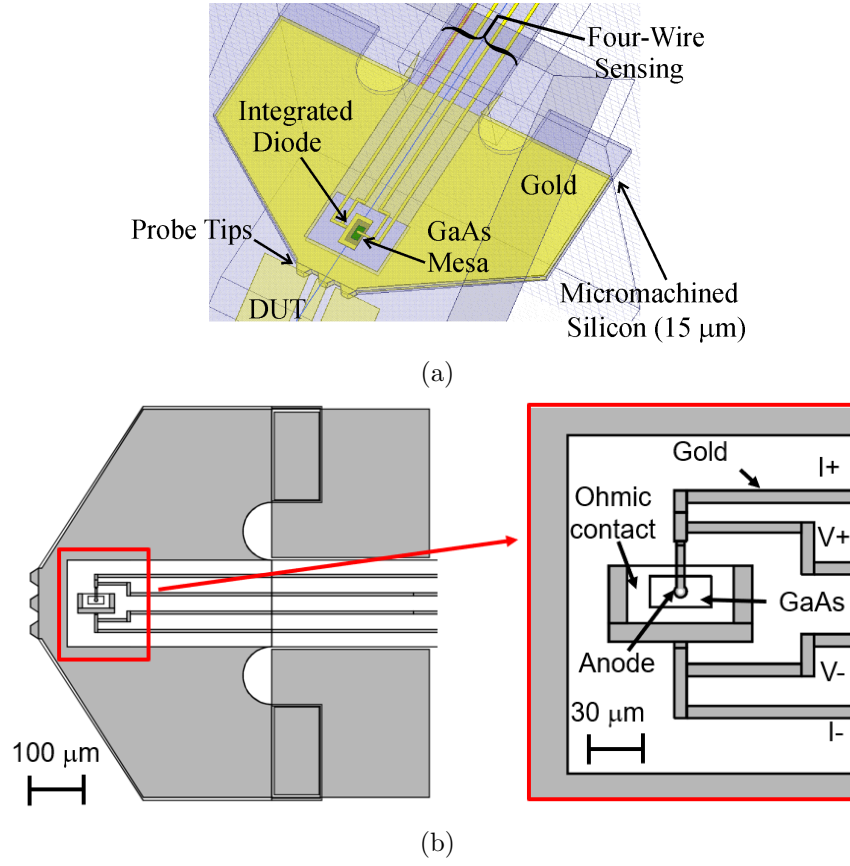 Four-Wire
Sensing
Integrated
Diode
Gold
Probe Tips
GaAs
Mesa
DUT
Micromachined
Silicon (15 μm)
(a)
Gold
I+
Ohmic
contact
V+
GaAs
Anode
V-
30 μm
I-
100 μm
(b)